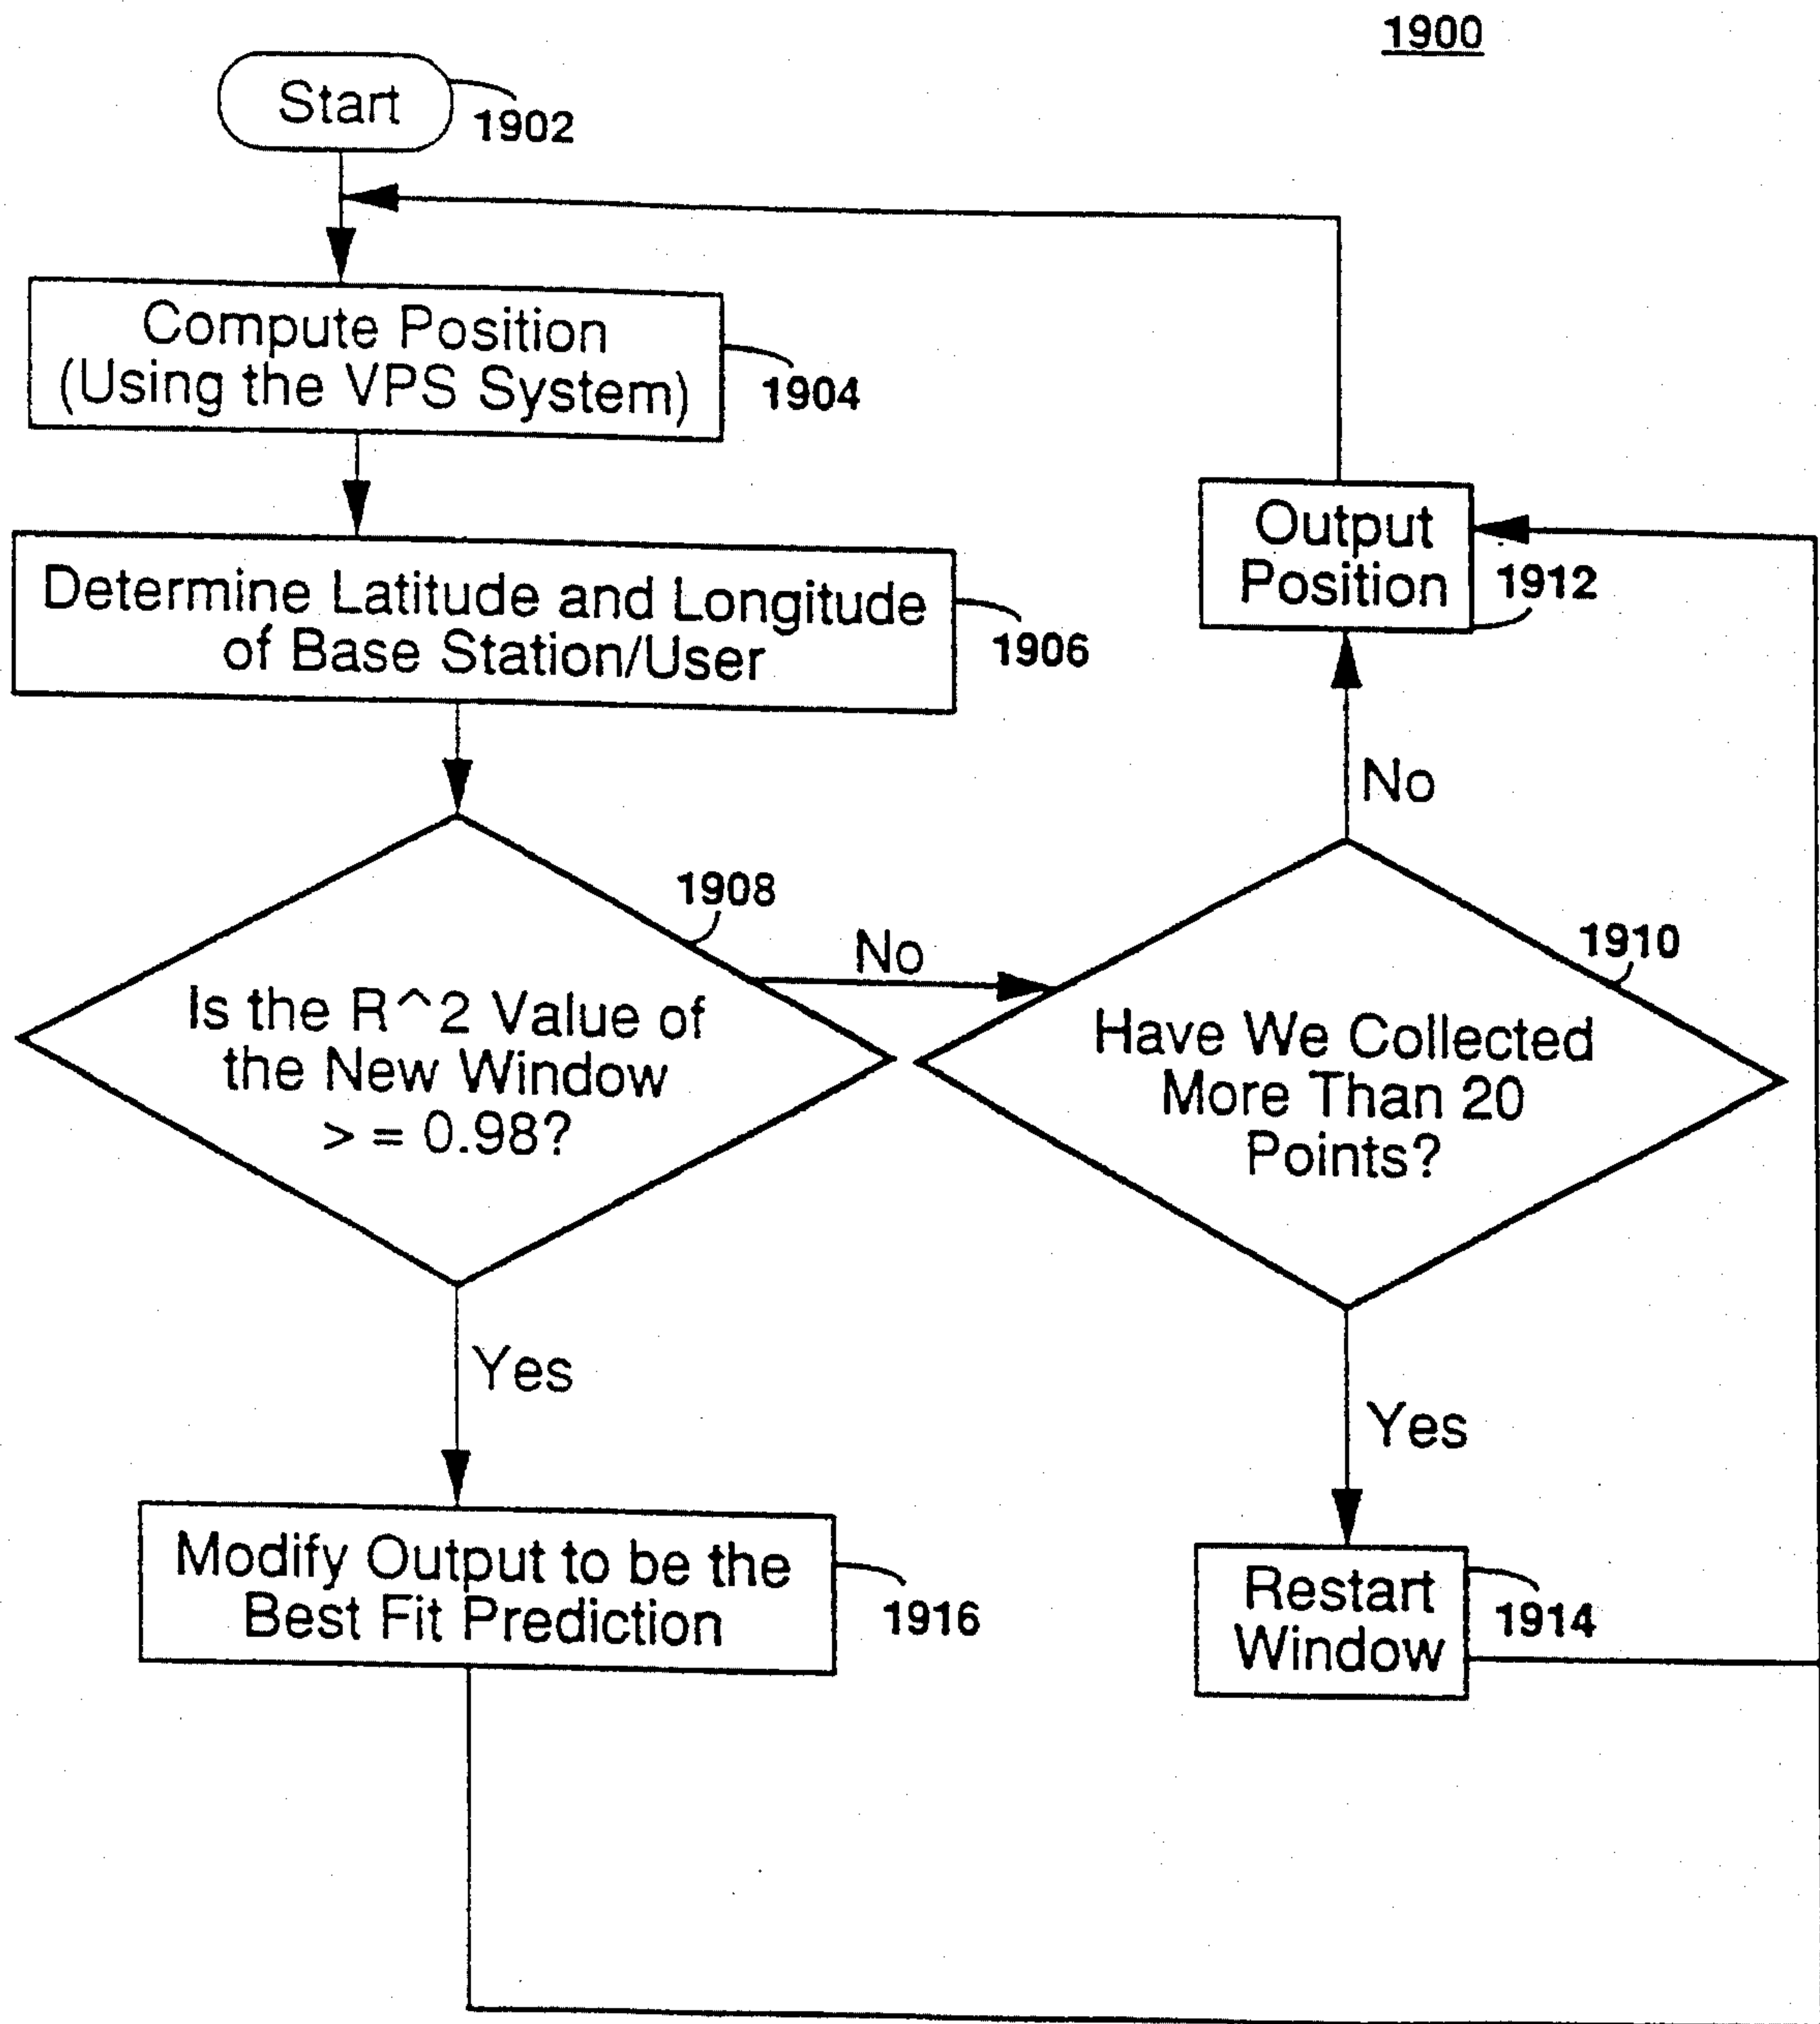 1900
Start
1902
Compute Position
(Using the VPS System)
1904
Determine Latitude and Longitude
of Base Station/User
1906
Output
Position
1912
No
1908
Is the R^2 Value of
the New Window
> = 0.98?
No
1910
Have We Collected
More Than 20
Points?
Yes
Yes
Modify Output to be the
Best Fit Prediction
1916
Restart
Window
1914